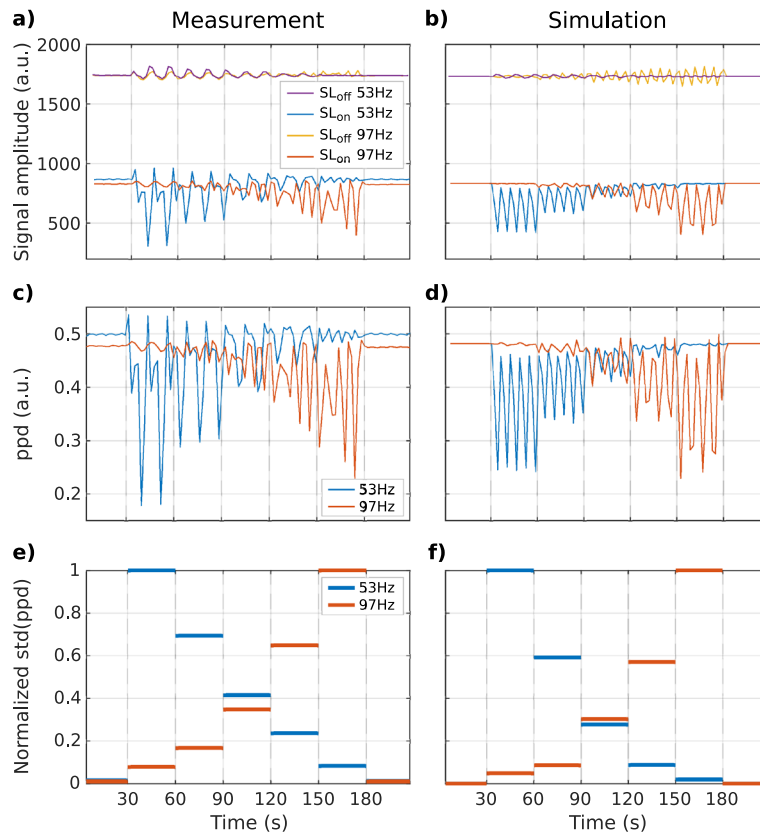 a) Measurement
b) Simulation
Signal amplitude (a.u.)
2000
1500
1000
500
SLoff 53Hz
SLon 53Hz
SLoff 97Hz
SLon 97Hz
c)
d)
ppd (a.u.)
0.5
0.4
0.3
0.2
53Hz
97Hz
e)
f)
Normalized std(ppd)
1
0.8
0.6
0.4
0.2
0
53Hz
97Hz
30 60 90 120 150 180
30 60 90 120 150 180
Time (s)
Time (s)